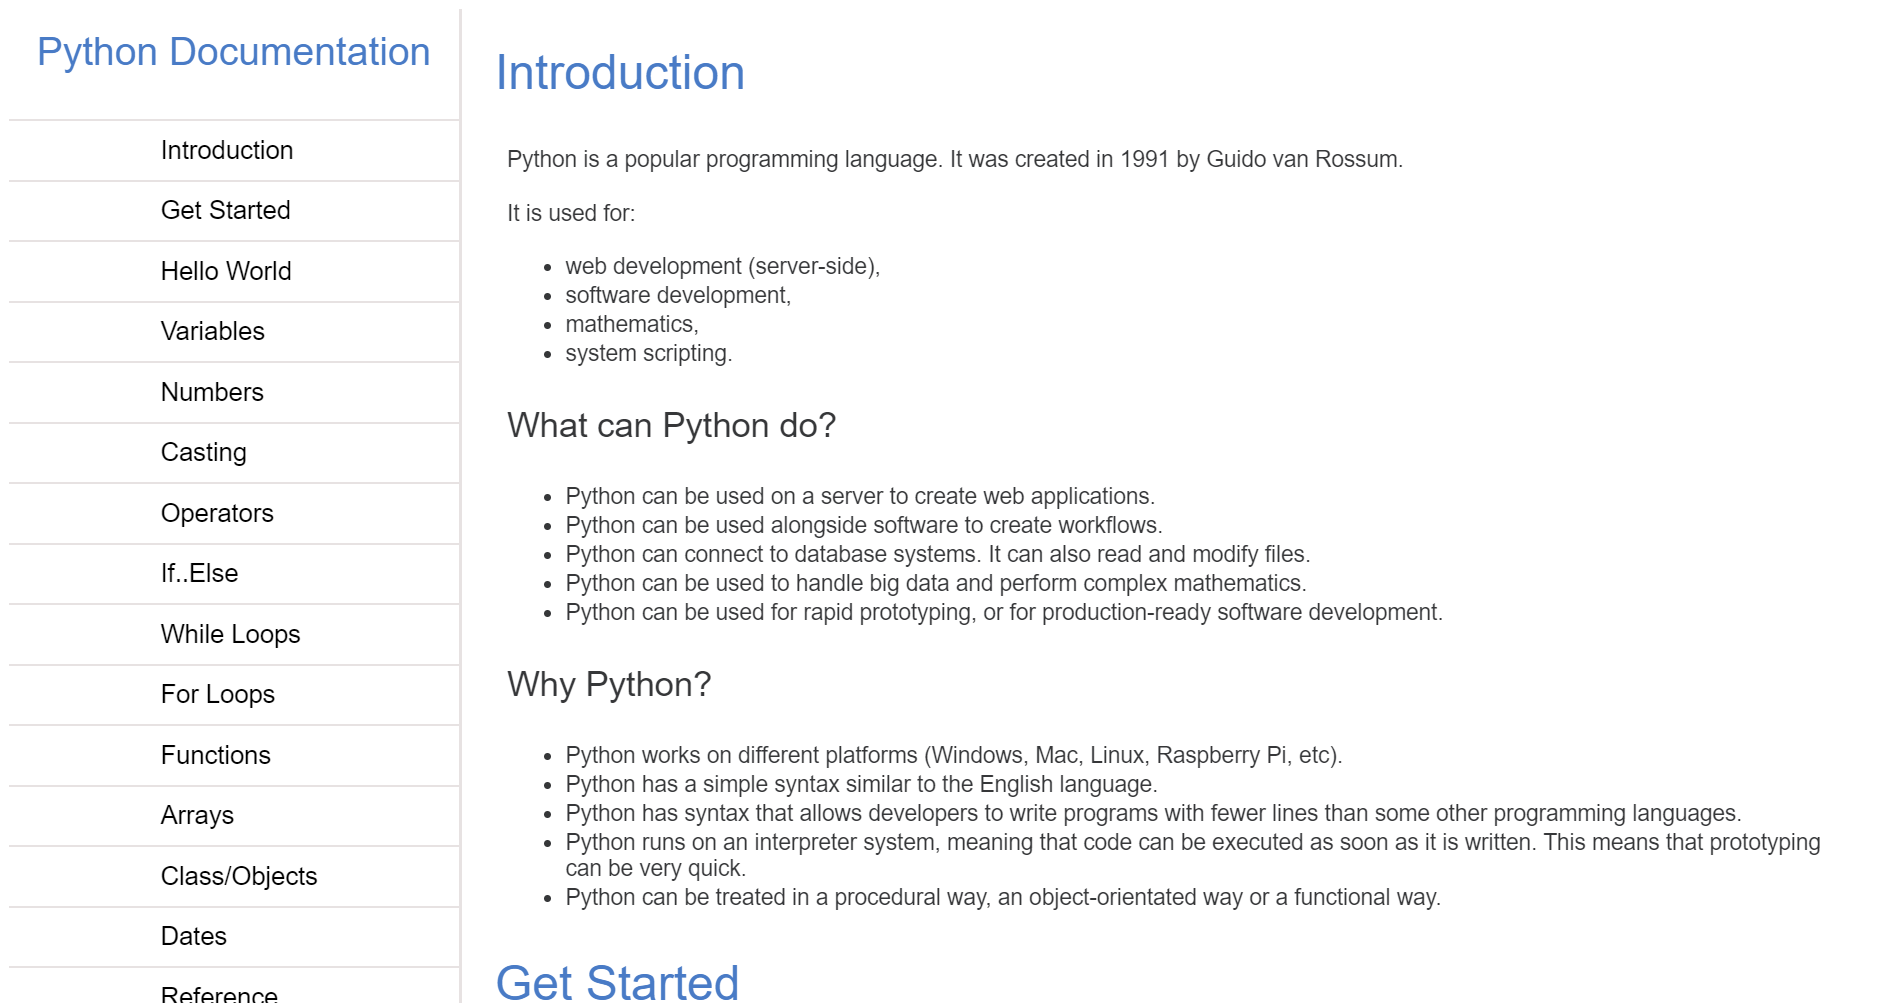 Python Documentation
Introduction
Get Started
Hello World
Variables
Numbers
Casting
Operators
If..Else
While Loops
For Loops
Functions
Arrays
Class/Objects
Dates
Reference
Introduction
Python is a popular programming language. It was created in 1991 by Guido van Rossum.
It is used for:
• web development (server-side),
• software development,
• mathematics,
• system scripting.
What can Python do?
• Python can be used on a server to create web applications.
• Python can be used alongside software to create workflows.
• Python can connect to database systems. It can also read and modify files.
• Python can be used to handle big data and perform complex mathematics.
• Python can be used for rapid prototyping, or for production-ready software development.
Why Python?
• Python works on different platforms (Windows, Mac, Linux, Raspberry Pi, etc).
• Python has a simple syntax similar to the English language.
• Python has syntax that allows developers to write programs with fewer lines than some other programming languages.
• Python runs on an interpreter system, meaning that code can be executed as soon as it is written. This means that prototyping
can be very quick.
• Python can be treated in a procedural way, an object-orientated way or a functional way.
Get Started